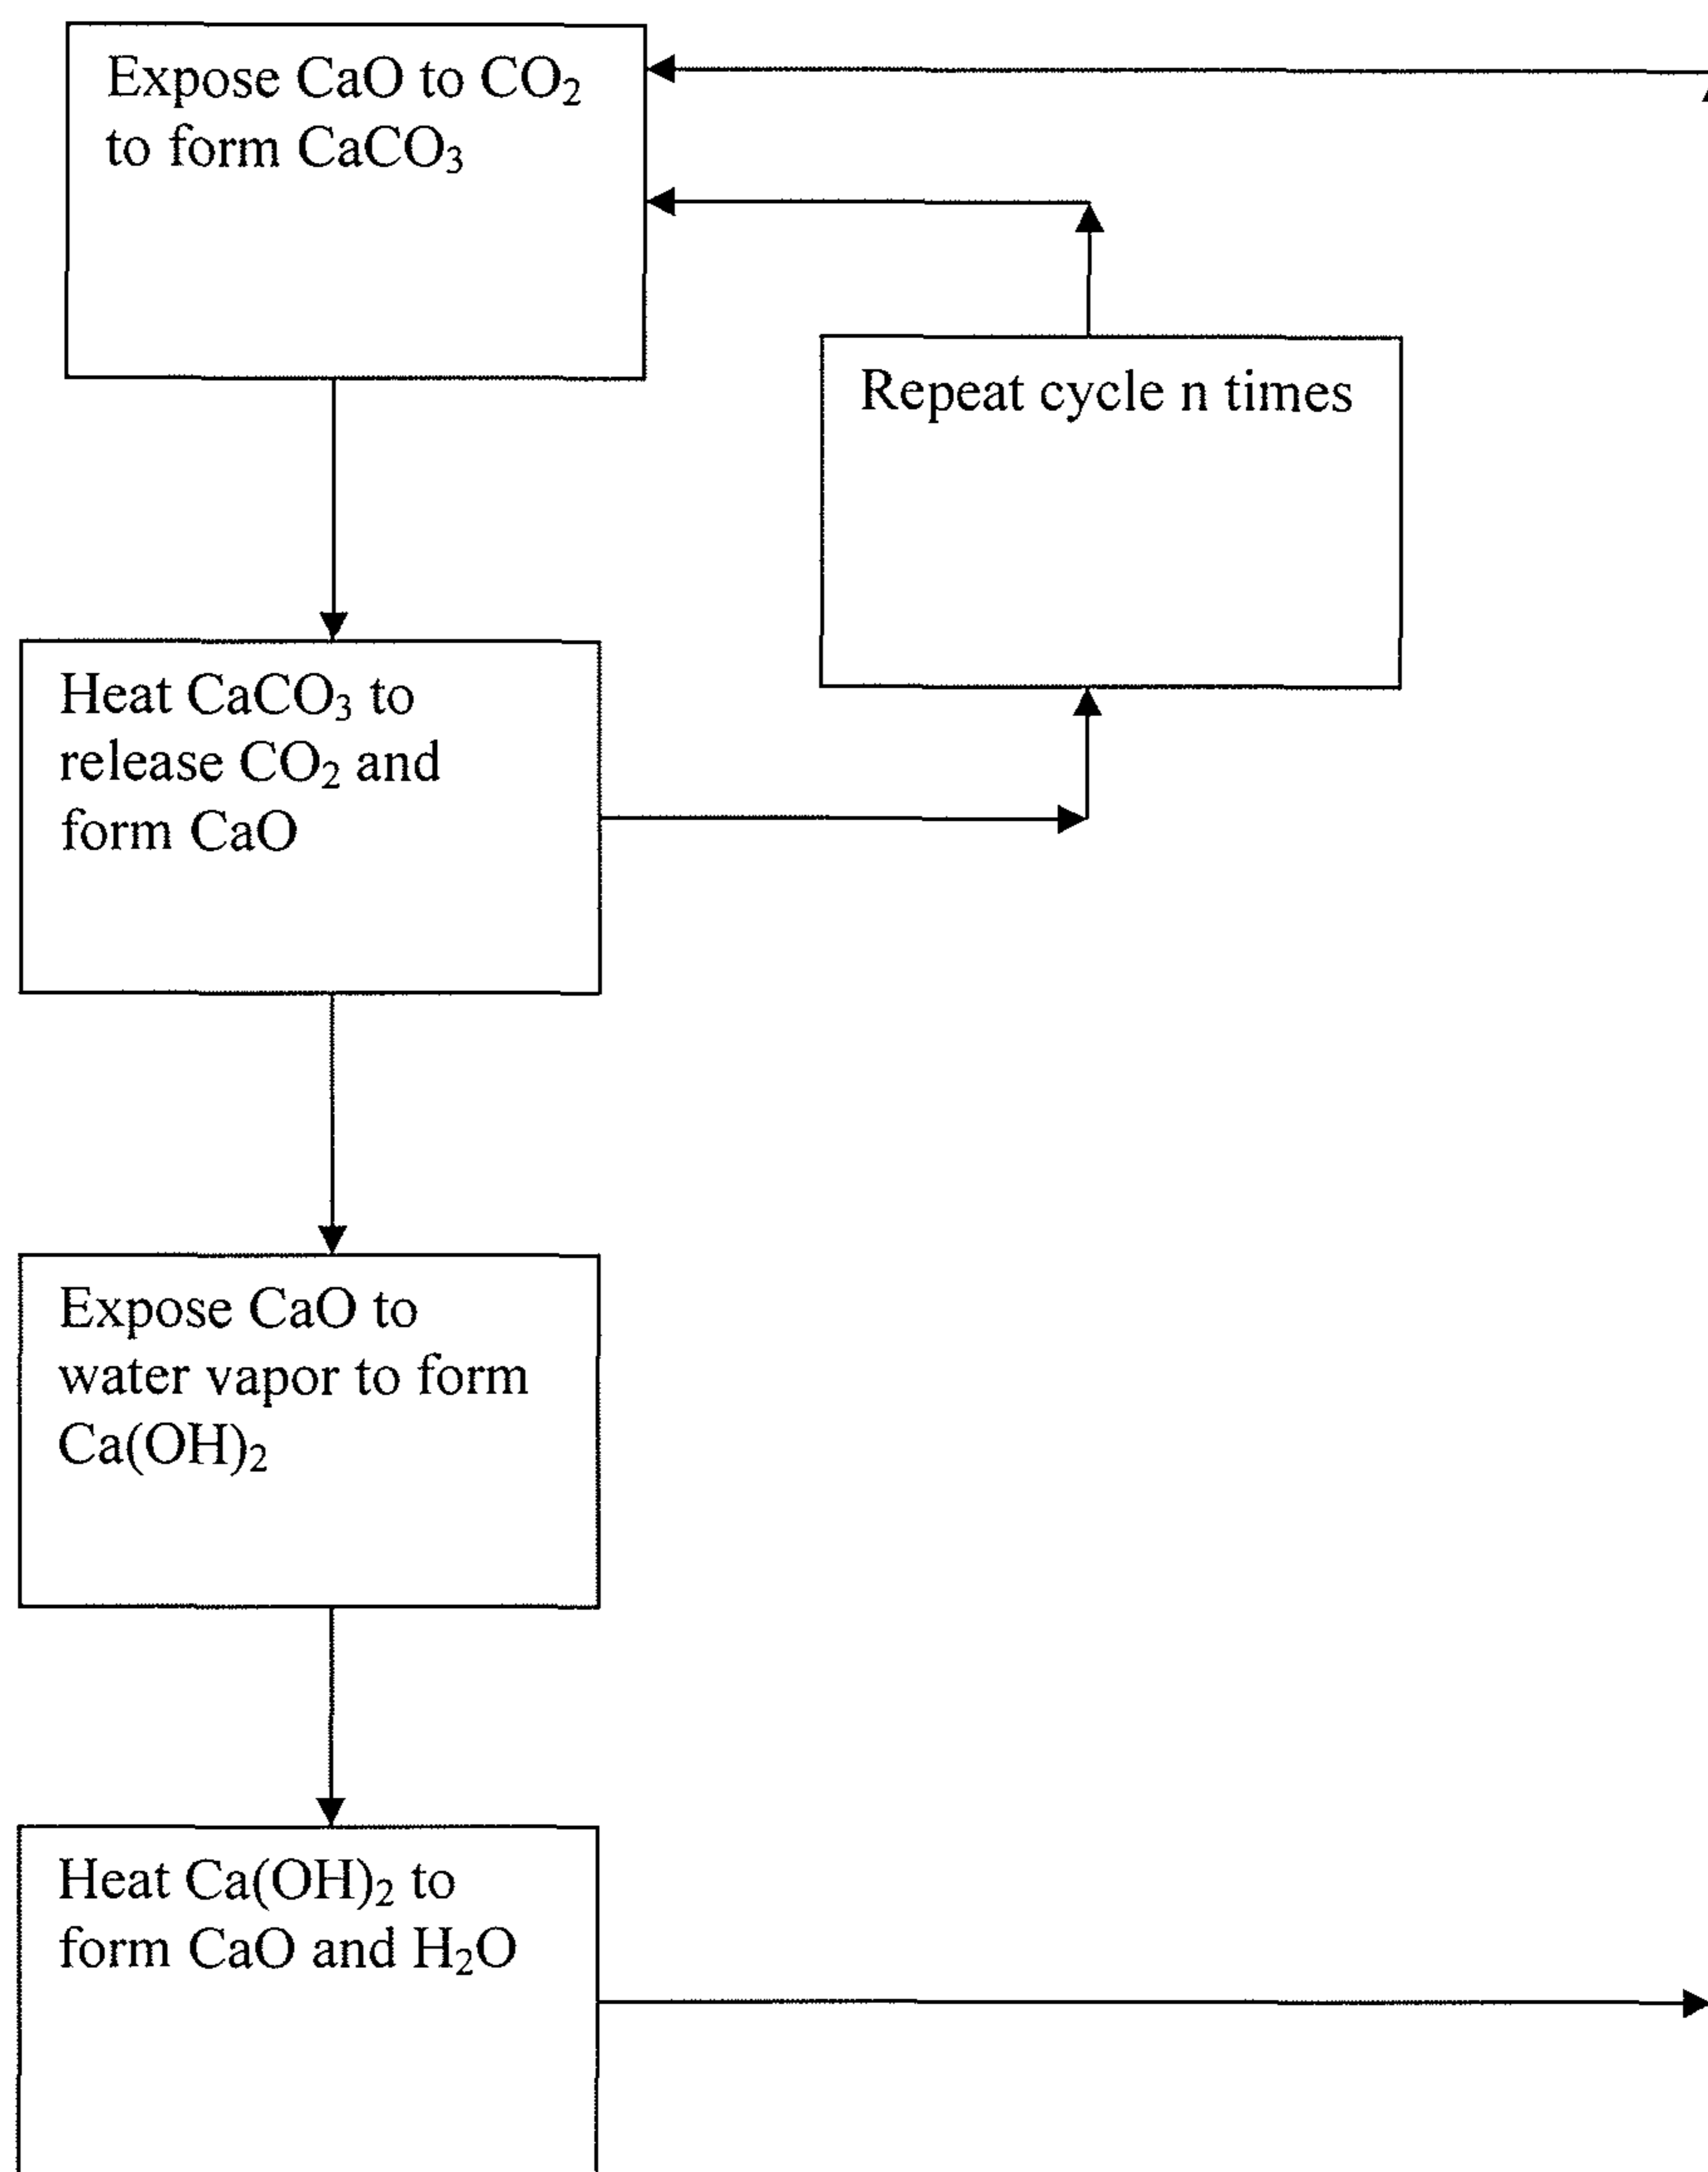 Expose CaO to CO₂
to form CaCO₃
Repeat cycle n times
Heat CaCO₃ to
release CO₂ and
form CaO
Expose CaO to
water vapor to form
Ca(OH)₂
Heat Ca(OH)₂ to
form CaO and H₂O